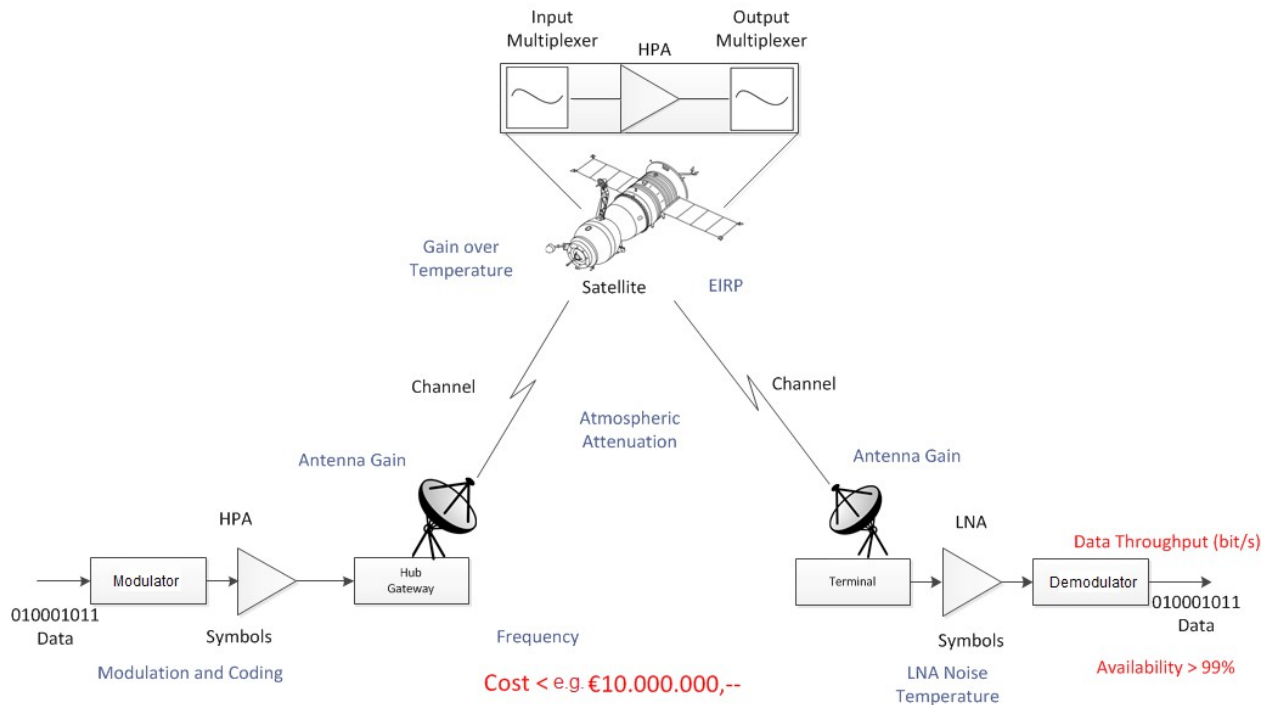 Input
Multiplexer
HPA
Output
Multiplexer
Gain over
Temperature
Satellite
EIRP
Channel
Channel
Atmospheric
Attenuation
Antenna Gain
Antenna Gain
HPA
LNA
Data Throughput (bit/s)
Modulator
Hub
Gateway
Terminal
Demodulator
010001011
Data
Symbols
Frequency
Symbols
010001011
Data
Modulation and Coding
Cost < e.g. €10.000.000,--
LNA Noise
Temperature
Availability > 99%